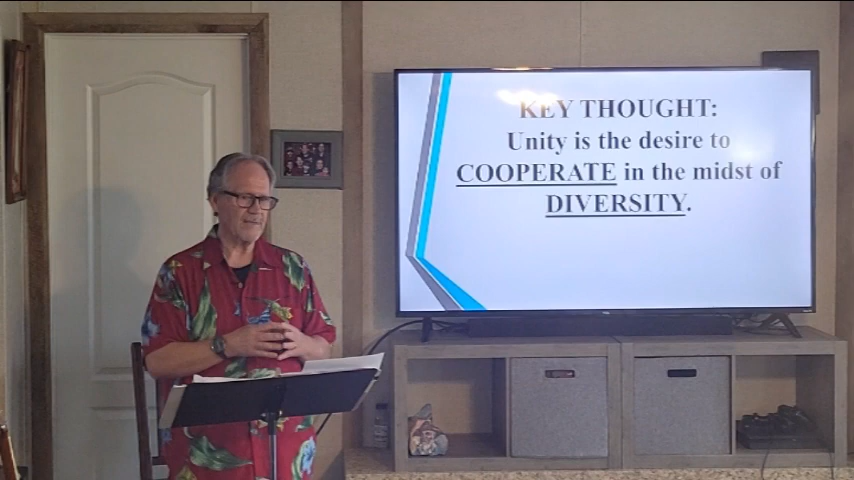 KEY THOUGHT:
Unity is the desire to
COOPERATE in the midst of
DIVERSITY.